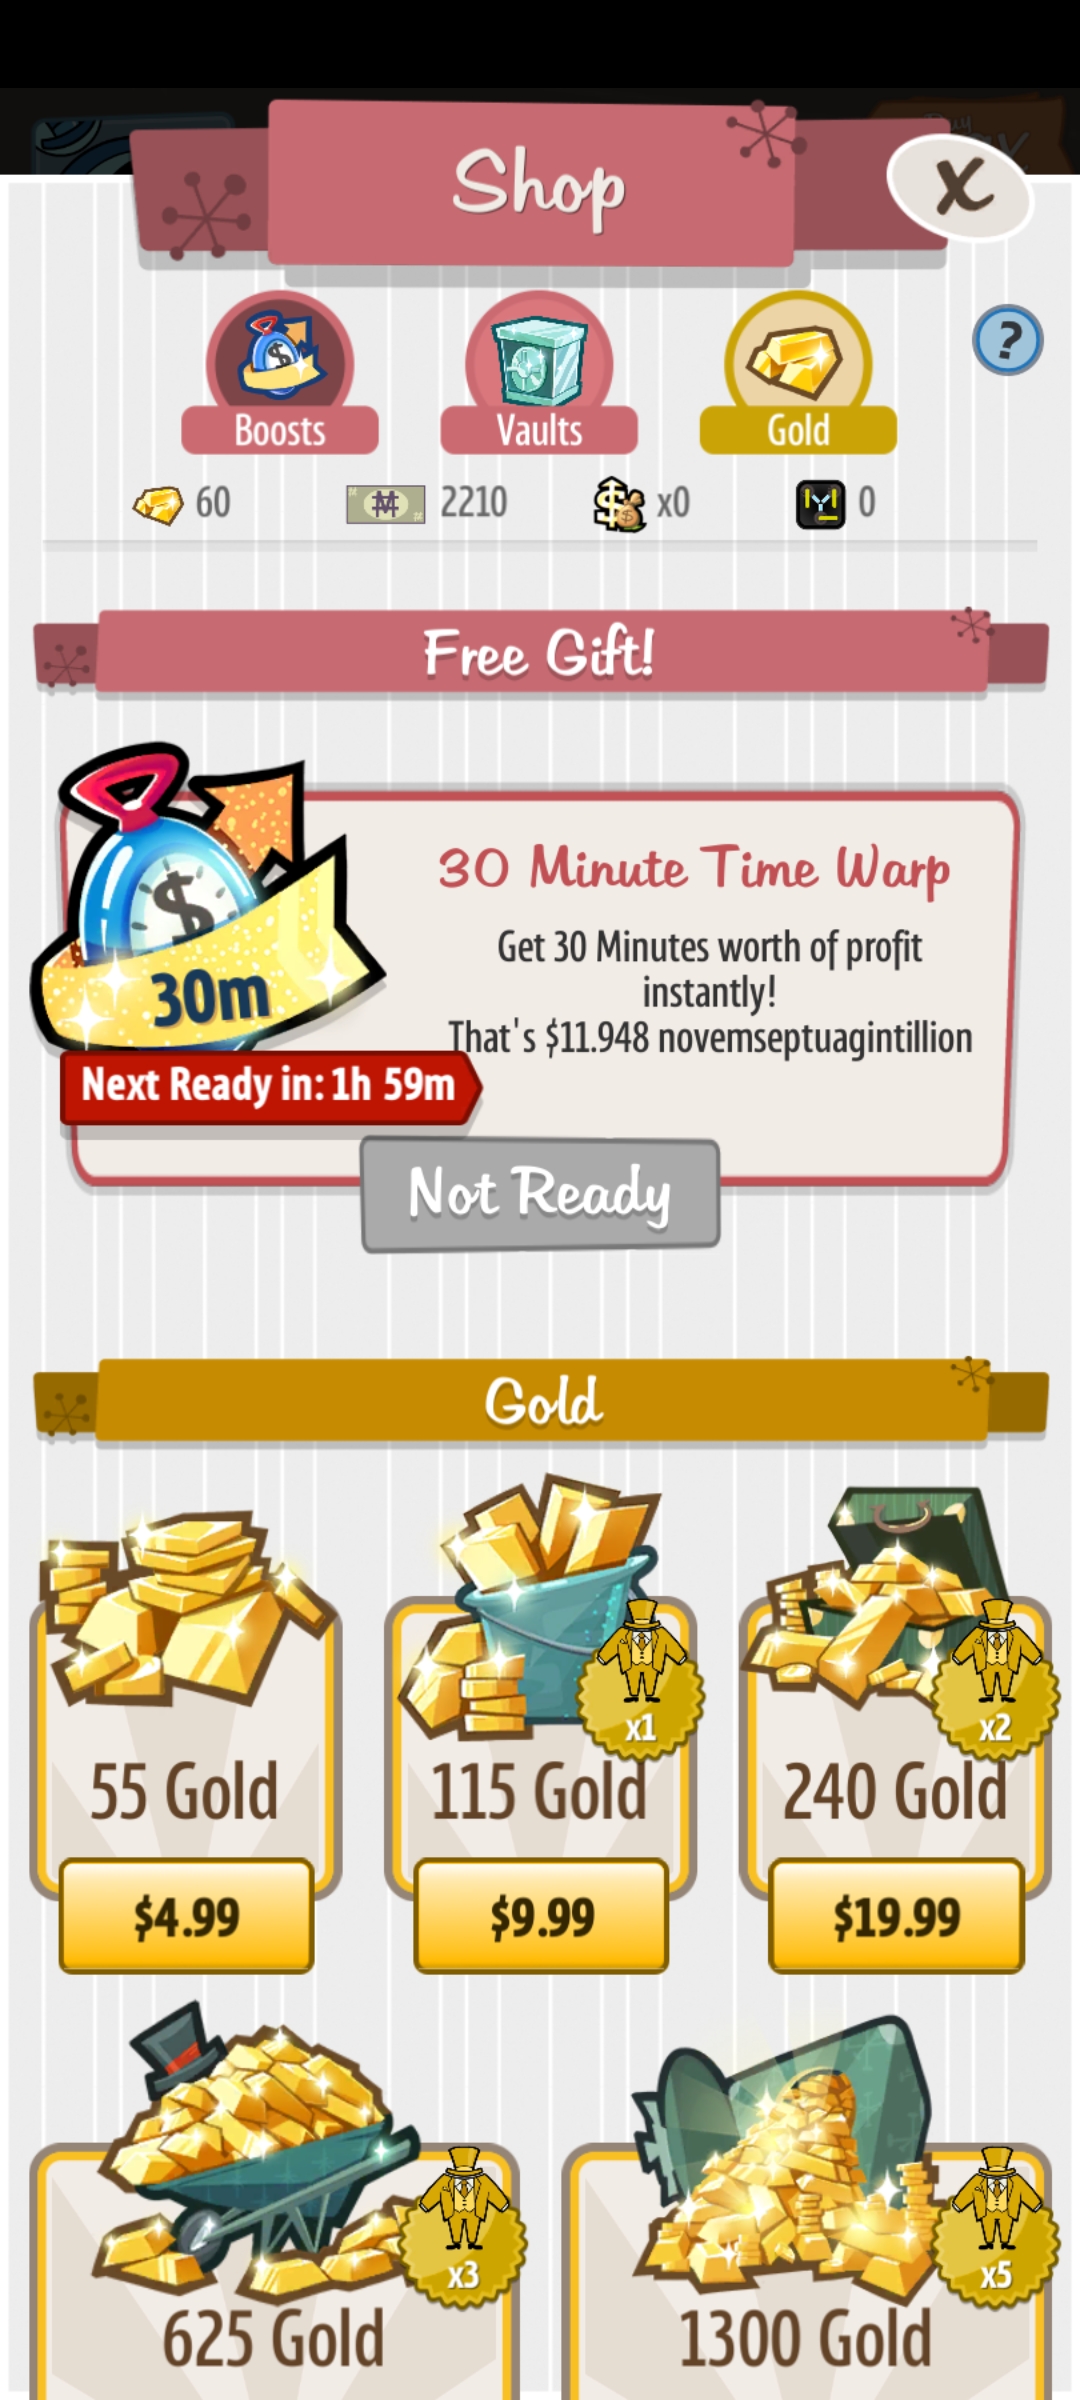 Shop
X
Boosts
Vaults
Gold
?
60
2210
x0
0
Free Gift!
30m
30 Minute Time Warp
Get 30 Minutes worth of profit
instantly!
That's $11.948 novemseptuagintillion
Next Ready in: 1h 59m
Not Ready
Gold
x1
x2
55 Gold
115 Gold
240 Gold
$4.99
$9.99
$19.99
x3
x5
625 Gold
1300 Gold